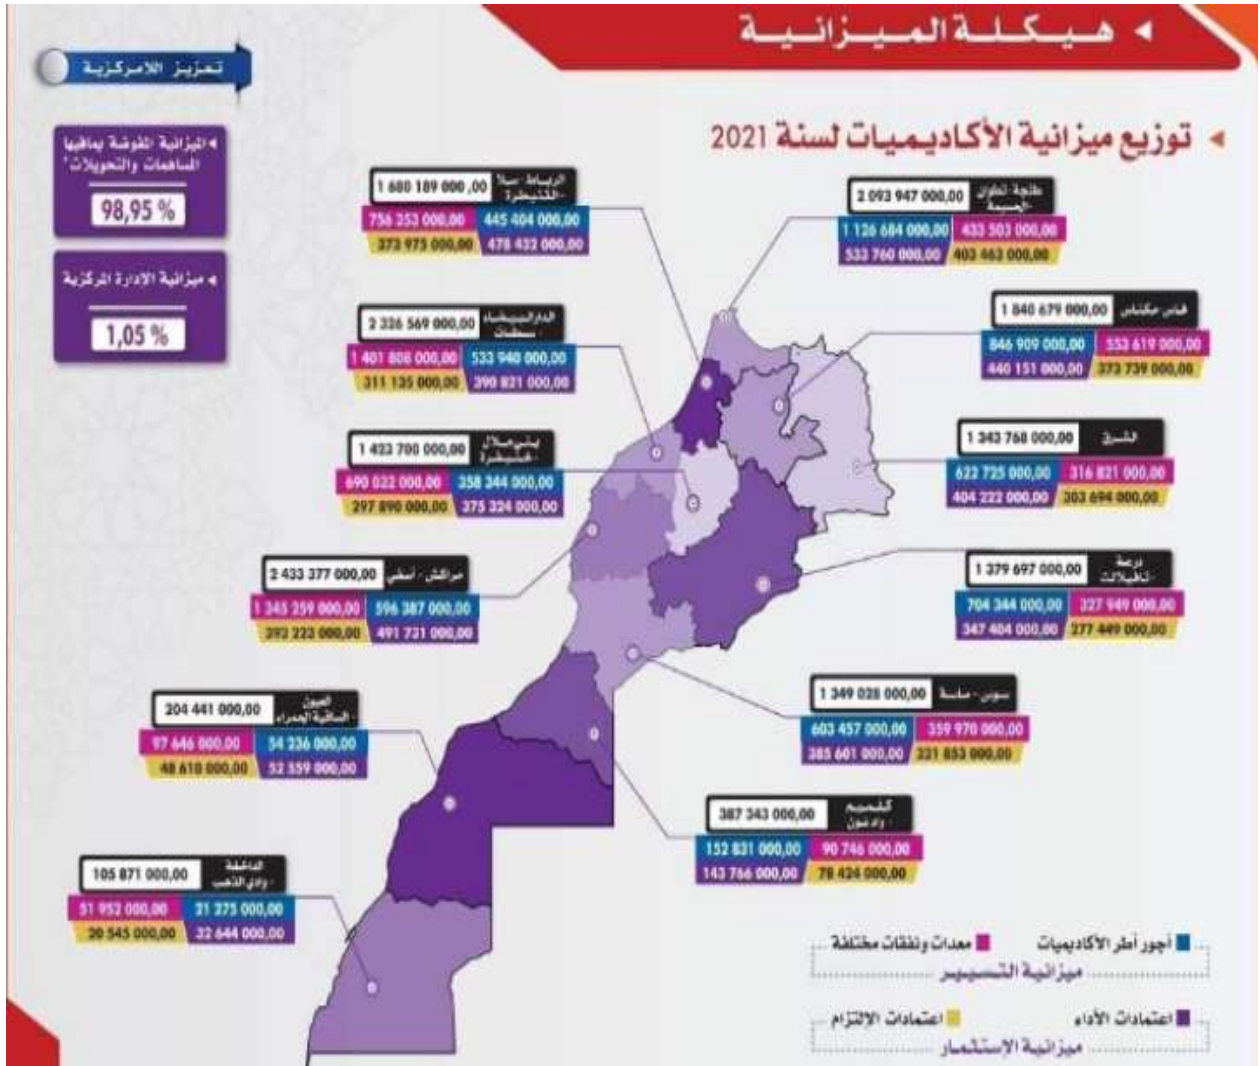 هيكلة الميزانية
تعزيز اللامركزية
توزيع ميزانية الأكاديميات لسنة 2021
الميزانية المفوضة بمافيها
المساهمات والتحويلات
98,95 %
ميزانية الإدارة المركزية
1,05 %
طنجة - تطوان
- الحسيمة
2 093 947 000,00
1 126 684 000,00 433 503 000,00
533 760 000,00 403 463 000,00
الرباط - سلا
- القنيطرة
1 680 189 000 ,00
756 353 000,00 445 404 000,00
373 975 000,00 478 432 000,00
فاس - مكناس
1 840 679 000,00
846 909 000,00 553 619 000,00
440 151 000,00 373 739 000,00
الدار البيضاء
- سطات
2 326 569 000,00
1 401 808 000,00 533 940 000,00
311 135 000,00 390 821 000,00
الشرق
1 343 768 000,00
622 725 000,00 316 821 000,00
404 222 000,00 303 694 000,00
بني ملال
- خنيفرة
1 423 700 000,00
690 032 000,00 358 344 000,00
297 890 000,00 375 324 000,00
درعة
- تافيلالت
1 379 697 000,00
704 344 000,00 327 949 000,00
347 404 000,00 277 449 000,00
مراكش - أسفي
2 433 377 000,00
1 345 259 000,00 596 387 000,00
393 223 000,00 491 731 000,00
سوس - ماسة
1 349 028 000,00
603 457 000,00 359 970 000,00
385 601 000,00 321 853 000,00
العيون
- الساقية الحمراء
204 441 000,00
97 646 000,00 54 236 000,00
48 610 000,00 52 559 000,00
كلميم
- واد نون
387 343 000,00
152 831 000,00 90 746 000,00
143 766 000,00 78 424 000,00
الداخلة
- وادي الذهب
105 871 000,00
51 952 000,00 21 275 000,00
20 545 000,00 32 644 000,00
أجور أطر الأكاديميات معدات ونفقات مختلفة
ميزانية التسيير
اعتمادات الأداء اعتمادات الالتزام
ميزانية الإستثمار